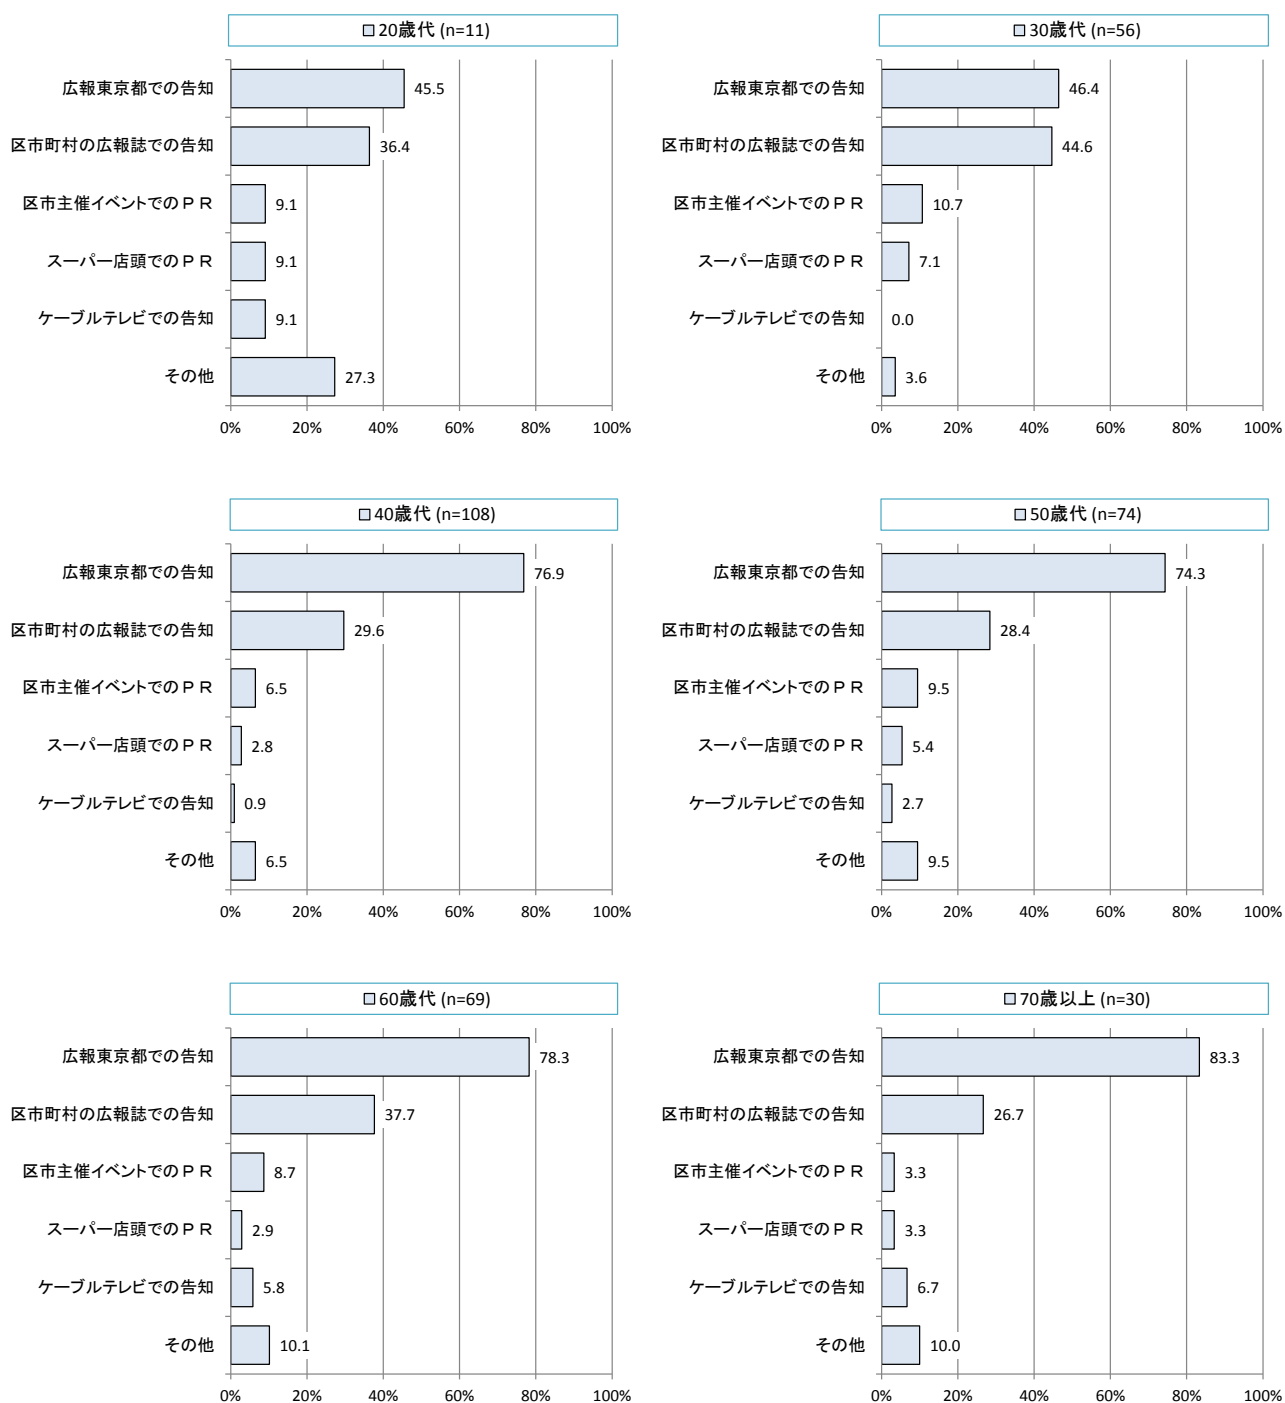 20歳代 (n=11)
広報東京都での告知 45.5
区市町村の広報誌での告知 36.4
区市主催イベントでのＰＲ 9.1
スーパー店頭でのＰＲ 9.1
ケーブルテレビでの告知 9.1
その他 27.3
0% 20% 40% 60% 80% 100%
30歳代 (n=56)
広報東京都での告知 46.4
区市町村の広報誌での告知 44.6
区市主催イベントでのＰＲ 10.7
スーパー店頭でのＰＲ 7.1
ケーブルテレビでの告知 0.0
その他 3.6
0% 20% 40% 60% 80% 100%
40歳代 (n=108)
広報東京都での告知 76.9
区市町村の広報誌での告知 29.6
区市主催イベントでのＰＲ 6.5
スーパー店頭でのＰＲ 2.8
ケーブルテレビでの告知 0.9
その他 6.5
0% 20% 40% 60% 80% 100%
50歳代 (n=74)
広報東京都での告知 74.3
区市町村の広報誌での告知 28.4
区市主催イベントでのＰＲ 9.5
スーパー店頭でのＰＲ 5.4
ケーブルテレビでの告知 2.7
その他 9.5
0% 20% 40% 60% 80% 100%
60歳代 (n=69)
広報東京都での告知 78.3
区市町村の広報誌での告知 37.7
区市主催イベントでのＰＲ 8.7
スーパー店頭でのＰＲ 2.9
ケーブルテレビでの告知 5.8
その他 10.1
0% 20% 40% 60% 80% 100%
70歳以上 (n=30)
広報東京都での告知 83.3
区市町村の広報誌での告知 26.7
区市主催イベントでのＰＲ 3.3
スーパー店頭でのＰＲ 3.3
ケーブルテレビでの告知 6.7
その他 10.0
0% 20% 40% 60% 80% 100%